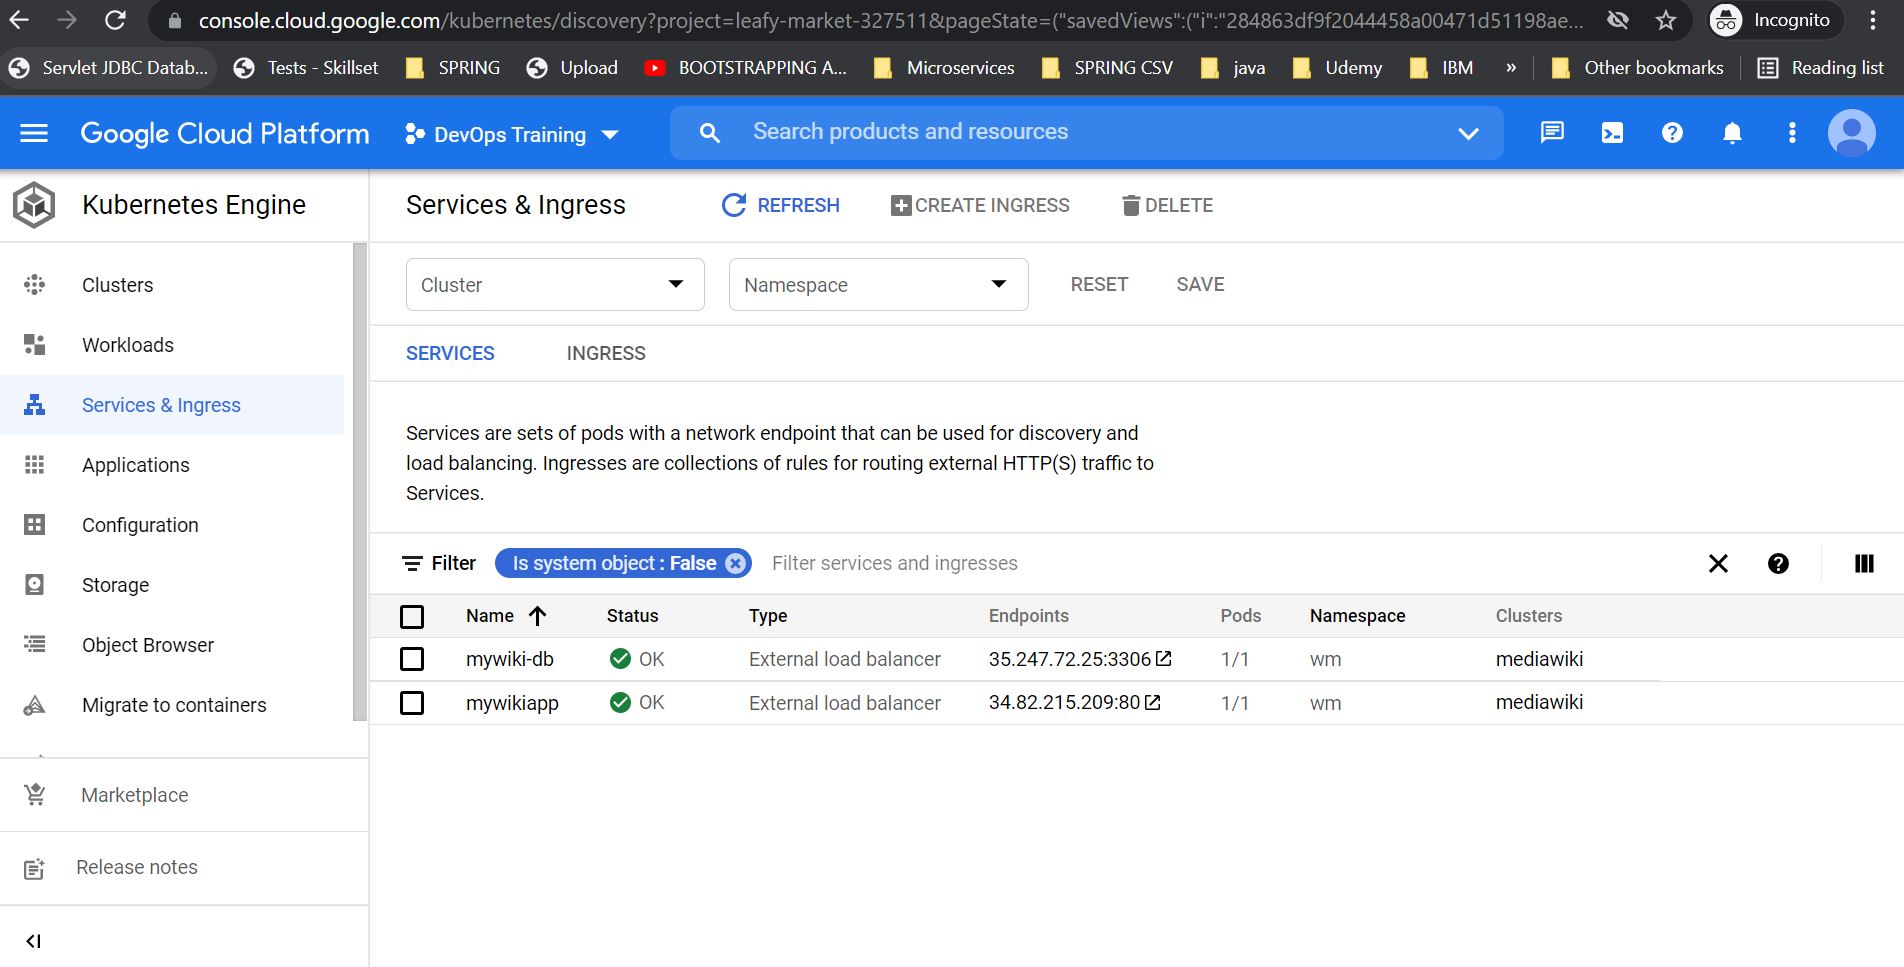 console.cloud.google.com/kubernetes/discovery?project=leafy-market-327511&pageState=("savedViews":("i":"284863df9f2044458a00471d51198ae...
Incognito
Servlet JDBC Datab...
Tests - Skillset
SPRING
Upload
BOOTSTRAPPING A...
Microservices
SPRING CSV
java
Udemy
IBM
»
Other bookmarks
Reading list
Google Cloud Platform
DevOps Training
Search products and resources
Kubernetes Engine
Services & Ingress
REFRESH
CREATE INGRESS
DELETE
Clusters
Workloads
Services & Ingress
Applications
Configuration
Storage
Object Browser
Migrate to containers
Marketplace
Release notes
Cluster
Namespace
RESET
SAVE
SERVICES
INGRESS
Services are sets of pods with a network endpoint that can be used for discovery and
load balancing. Ingresses are collections of rules for routing external HTTP(S) traffic to
Services.
Filter
Is system object : False
Filter services and ingresses
Name Status Type Endpoints Pods Namespace Clusters
mywiki-db OK External load balancer 35.247.72.25:3306 1/1 wm mediawiki
mywikiapp OK External load balancer 34.82.215.209:80 1/1 wm mediawiki